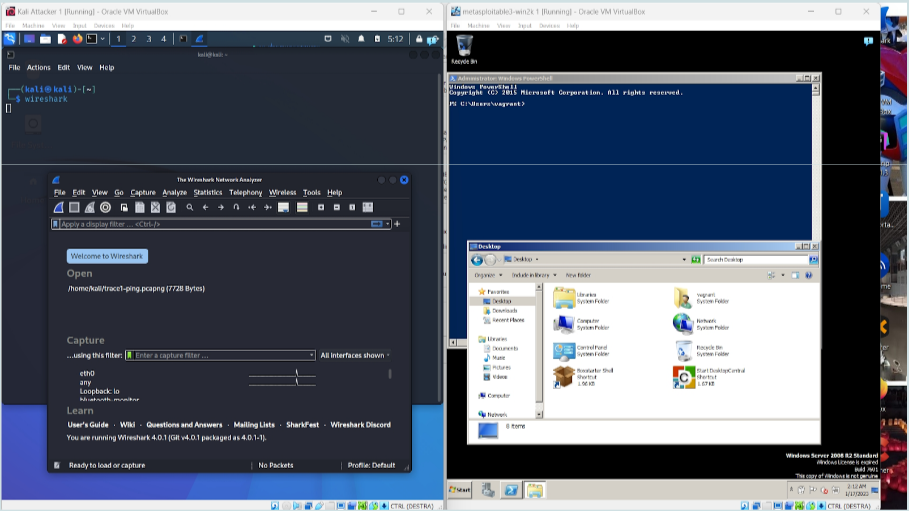 Kali Attacker 1 [Running] - Oracle VM VirtualBox
File Machine View Input Devices Help
1 2 3 4
5:12
kali@kali: ~
File Actions Edit View Help
(kali㉿kali)-[~]
$ wireshark
The Wireshark Network Analyzer
File Edit View Go Capture Analyze Statistics Telephony Wireless Tools Help
Apply a display filter ... <Ctrl-/>
Welcome to Wireshark
Open
/home/kali/trace1-ping.pcapng (7728 Bytes)
Capture
...using this filter: Enter a capture filter ... All interfaces shown
eth0
any
Loopback: lo
bluetooth-monitor
Learn
User's Guide · Wiki · Questions and Answers · Mailing Lists · SharkFest · Wireshark Discord
You are running Wireshark 4.0.1 (Git v4.0.1 packaged as 4.0.1-1).
Ready to load or capture No Packets Profile: Default
CTRL (DESTRA)
metasploitable3-win2k 1 [Running] - Oracle VM VirtualBox
File Machine View Input Devices Help
Recycle Bin
Administrator: Windows PowerShell
Windows PowerShell
Copyright (C) 2015 Microsoft Corporation. All rights reserved.
PS C:\Users\vagrant>
Desktop
Desktop
Search Desktop
Organize Include in library New folder
Favorites
Desktop
Downloads
Recent Places
Libraries
Documents
Music
Pictures
Videos
Computer
Network
Libraries
System Folder
vagrant
System Folder
Computer
System Folder
Network
System Folder
Control Panel
System Folder
Recycle Bin
System Folder
Boxstarter Shell
Shortcut
1.96 KB
Start DesktopCentral
Shortcut
1.67 KB
8 items
Windows Server 2008 R2 Standard
Windows License is expired
Build 7601
This copy of Windows is not genuine
Start
2:12 AM
1/17/2023
CTRL (DESTRA)